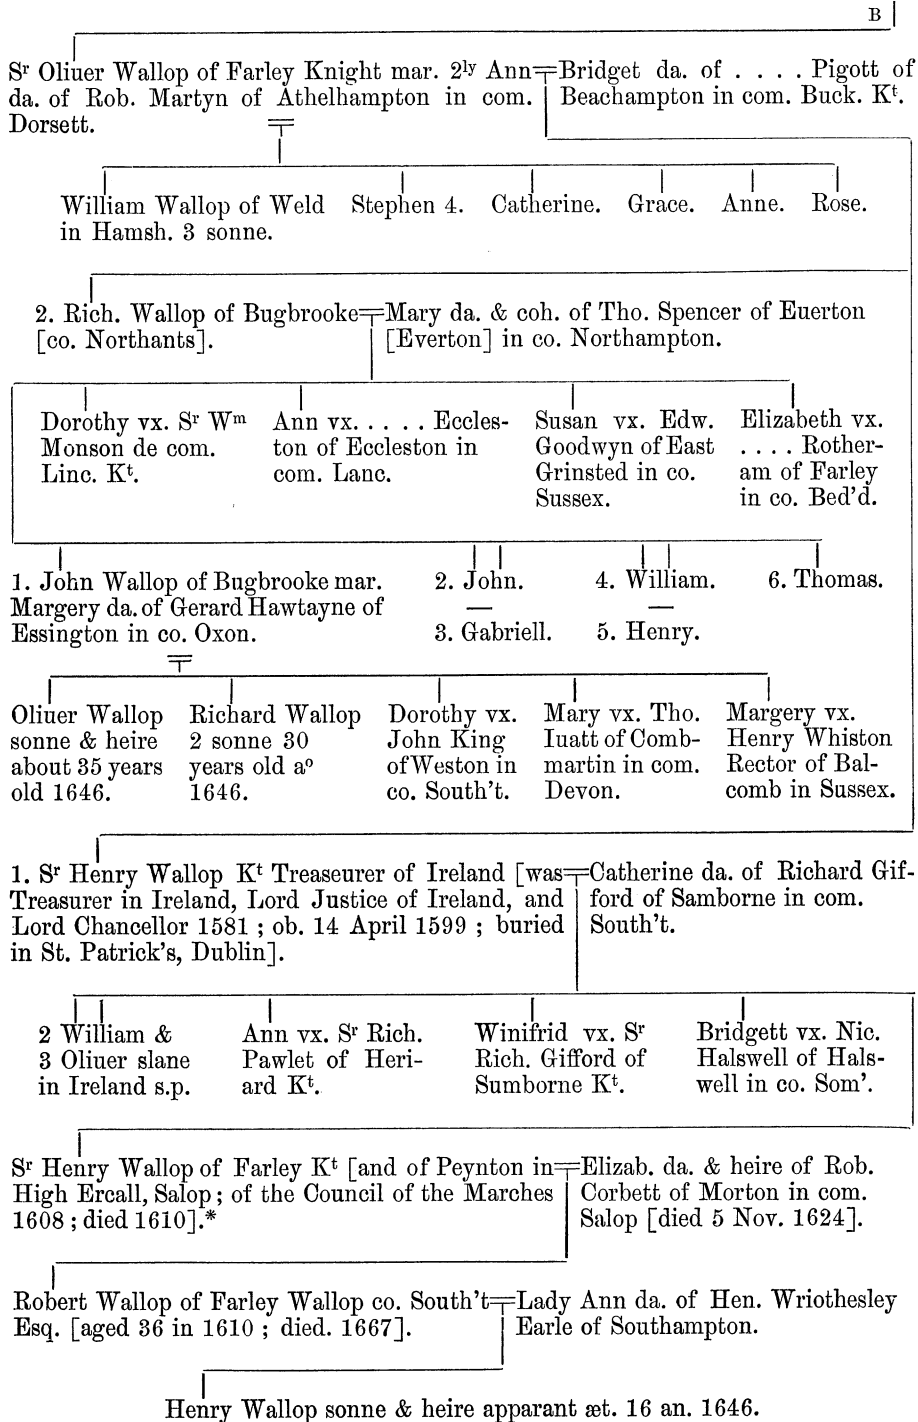 B
Sr Oliuer Wallop of Farley Knight mar. 2ly Ann
da. of Rob. Martyn of Athelhampton in com.
Dorsett.
Bridget da. of . . . . Pigott of
Beachampton in com. Buck. Kt.
William Wallop of Weld
in Hamsh. 3 sonne.
Stephen 4.
Catherine.
Grace.
Anne.
Rose.
2. Rich. Wallop of Bugbrooke
[co. Northants].
Mary da. & coh. of Tho. Spencer of Euerton
[Everton] in co. Northampton.
Dorothy vx. Sr Wm
Monson de com.
Linc. Kt.
Ann vx. . . . . Eccles-
ton of Eccleston in
com. Lanc.
Susan vx. Edw.
Goodwyn of East
Grinsted in co.
Sussex.
Elizabeth vx.
. . . . Rother-
am of Farley
in co. Bed'd.
1. John Wallop of Bugbrooke mar.
Margery da. of Gerard Hawtayne of
Essington in co. Oxon.
2. John.
—
3. Gabriell.
4. William.
—
5. Henry.
6. Thomas.
Oliuer Wallop
sonne & heire
about 35 years
old 1646.
Richard Wallop
2 sonne 30
years old ao
1646.
Dorothy vx.
John King
of Weston in
co. South't.
Mary vx. Tho.
Iuatt of Comb-
martin in com.
Devon.
Margery vx.
Henry Whiston
Rector of Bal-
comb in Sussex.
1. Sr Henry Wallop Kt Treaseurer of Ireland [was
Treasurer in Ireland, Lord Justice of Ireland, and
Lord Chancellor 1581 ; ob. 14 April 1599 ; buried
in St. Patrick's, Dublin].
Catherine da. of Richard Gif-
ford of Samborne in com.
South't.
2 William &
3 Oliuer slane
in Ireland s.p.
Ann vx. Sr Rich.
Pawlet of Heri-
ard Kt.
Winifrid vx. Sr
Rich. Gifford of
Sumborne Kt.
Bridgett vx. Nic.
Halswell of Hals-
well in co. Som'.
Sr Henry Wallop of Farley Kt [and of Peynton in
High Ercall, Salop ; of the Council of the Marches
1608 ; died 1610].*
Elizab. da. & heire of Rob.
Corbett of Morton in com.
Salop [died 5 Nov. 1624].
Robert Wallop of Farley Wallop co. South't
Esq. [aged 36 in 1610 ; died. 1667].
Lady Ann da. of Hen. Wriothesley
Earle of Southampton.
Henry Wallop sonne & heire apparant æt. 16 an. 1646.